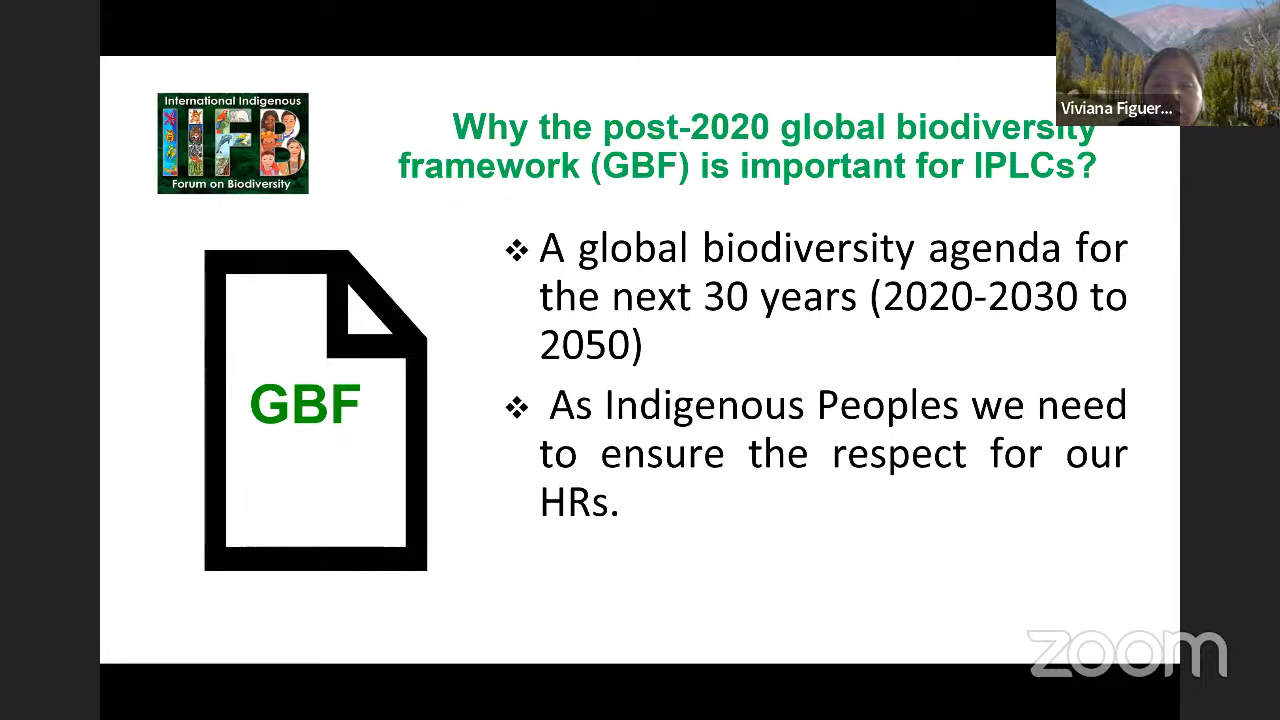 International Indigenous
IIFB
Forum on Biodiversity
Why the post-2020 global biodiversity
framework (GBF) is important for IPLCs?
Viviana Figuer...
GBF
❖ A global biodiversity agenda for
the next 30 years (2020-2030 to
2050)
❖ As Indigenous Peoples we need
to ensure the respect for our
HRs.
zoom